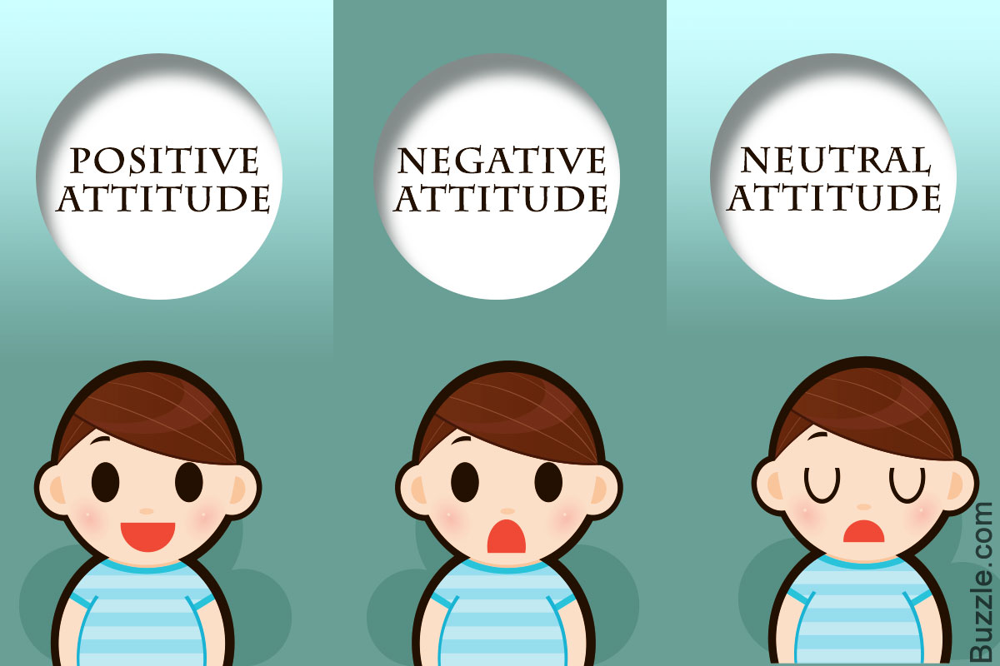 POSITIVE
ATTITUDE
NEGATIVE
ATTITUDE
NEUTRAL
ATTITUDE
Buzzle.com